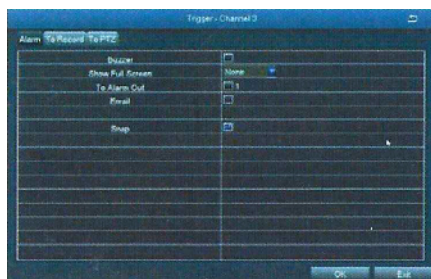 Trigger - Channel 3
Alarm To Record To PTZ
Buzzer
Show Full Screen None
To Alarm Out 1
Email
Snap
OK Exit